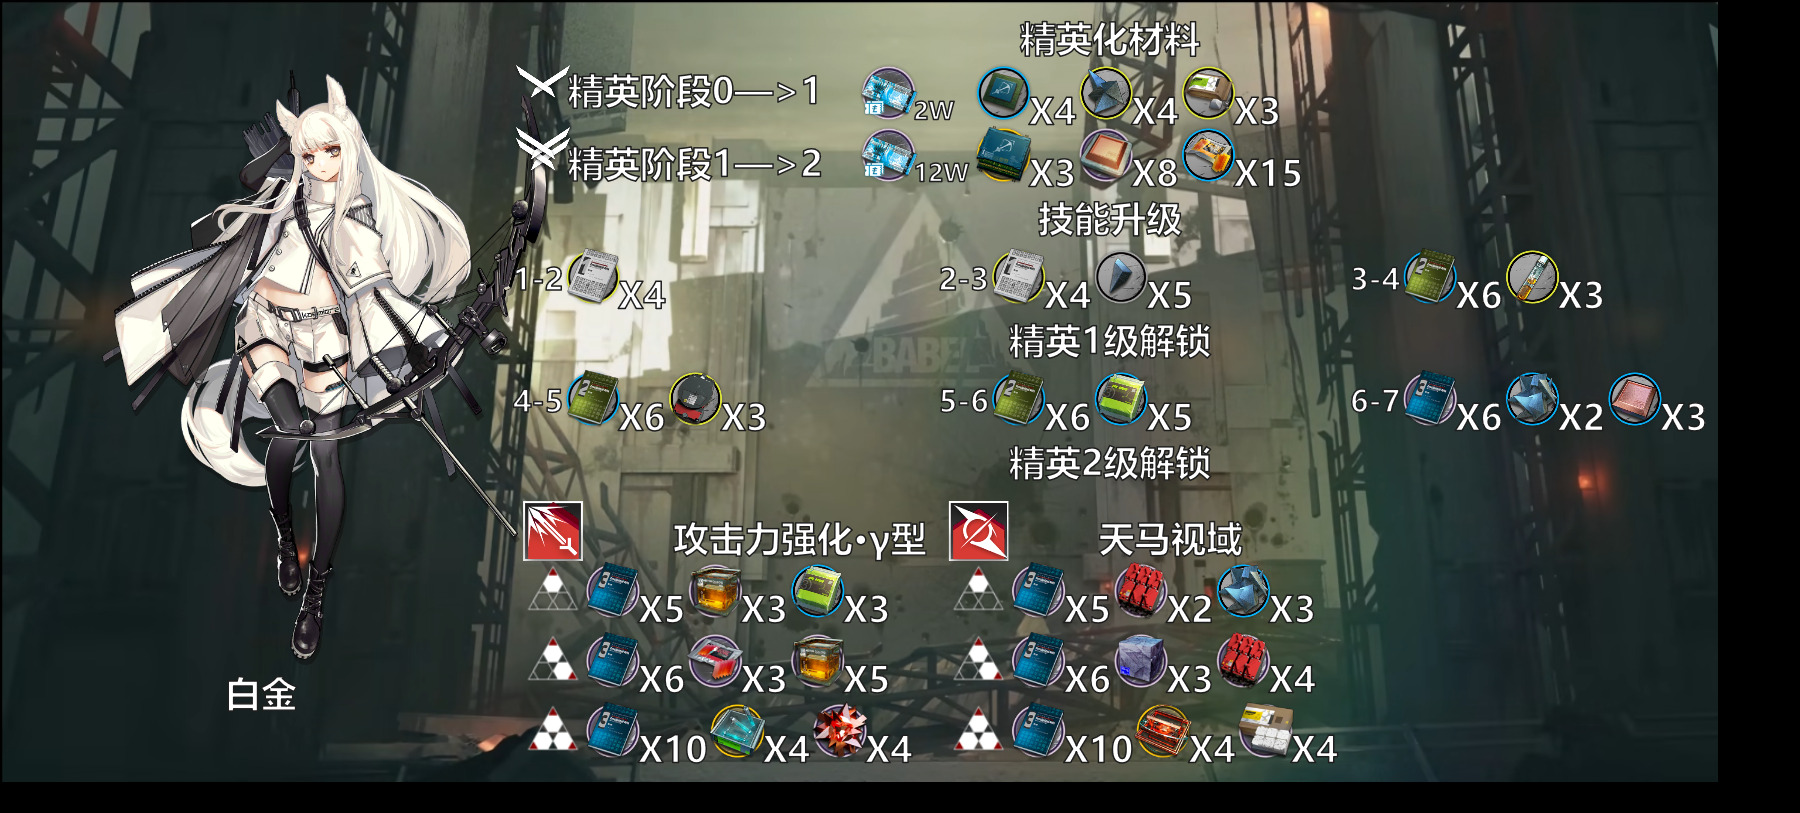 精英化材料
精英阶段0—>1 2W X4 X4 X3
精英阶段1—>2 12W X3 X8 X15
技能升级
1-2 X4 2-3 X4 X5 3-4 X6 X3
精英1级解锁
BABEL
4-5 X6 X3 5-6 X6 X5 6-7 X6 X2 X3
精英2级解锁
攻击力强化·γ型 天马视域
X5 X3 X3 X5 X2 X3
X6 X3 X5 X6 X3 X4
白金
X10 X4 X4 X10 X4 X4